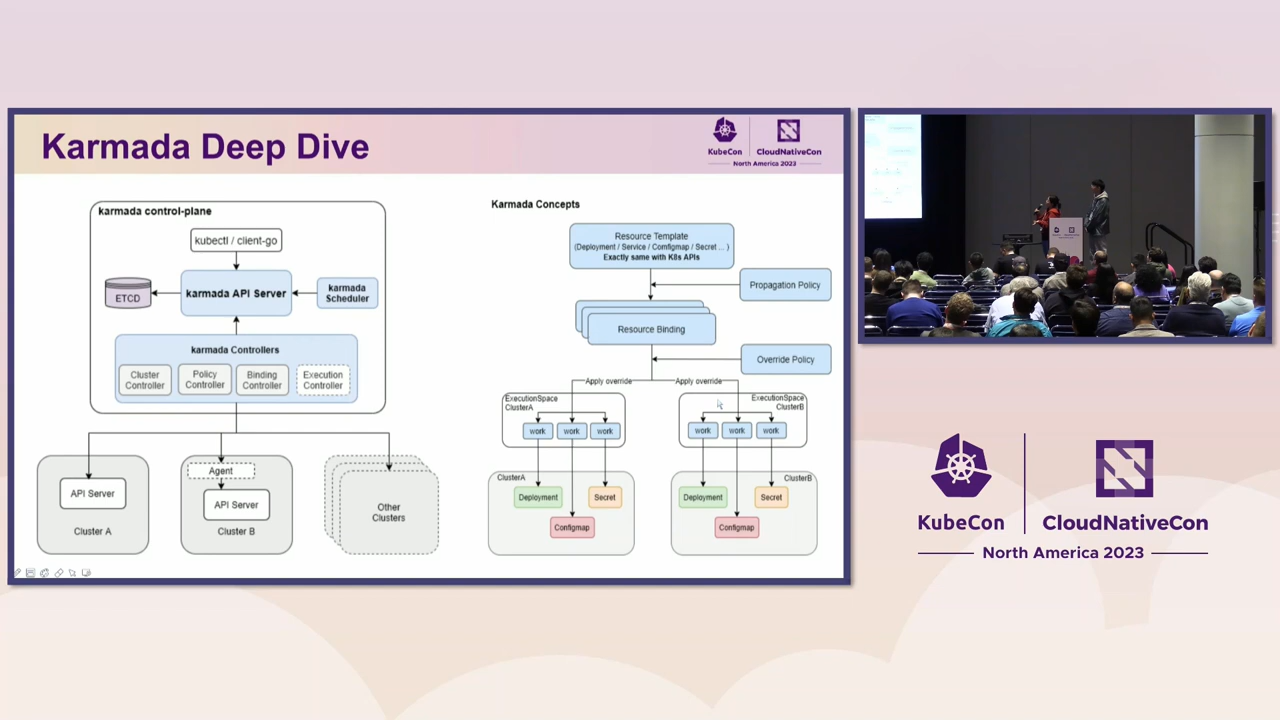 Karmada Deep Dive
KubeCon
CloudNativeCon
North America 2023
karmada control-plane
kubectl / client-go
ETCD
karmada API Server
karmada
Scheduler
karmada Controllers
Cluster
Controller
Policy
Controller
Binding
Controller
Execution
Controller
API Server
Cluster A
Agent
API Server
Cluster B
Other
Clusters
Karmada Concepts
Resource Template
(Deployment / Service / Configmap / Secret ... )
Exactly same with K8s APIs
Propagation Policy
Resource Binding
Override Policy
Apply override
Apply override
ExecutionSpace
ClusterA
work
work
work
ExecutionSpace
ClusterB
work
work
work
ClusterA
Deployment
Secret
Configmap
ClusterB
Deployment
Secret
Configmap
KubeCon
CloudNativeCon
North America 2023